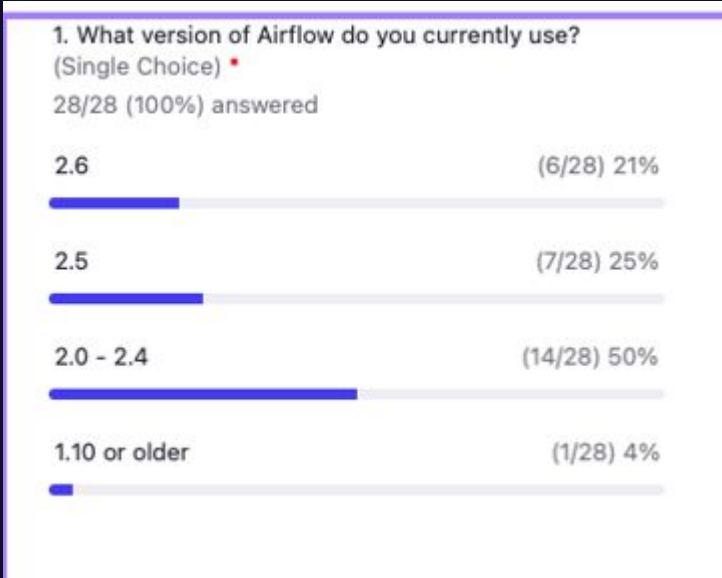 1. What version of Airflow do you currently use?
(Single Choice) *
28/28 (100%) answered
2.6 (6/28) 21%
2.5 (7/28) 25%
2.0 - 2.4 (14/28) 50%
1.10 or older (1/28) 4%